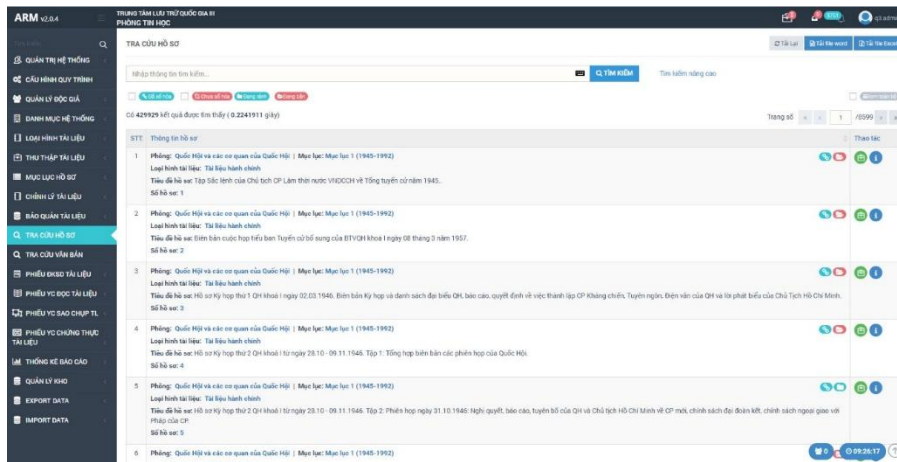 ARM v2.0.4
TRUNG TÂM LƯU TRỮ QUỐC GIA III
PHÒNG TIN HỌC
QUẢN TRỊ HỆ THỐNG
CẤU HÌNH QUY TRÌNH
QUẢN LÝ ĐỘC GIẢ
DANH MỤC HỆ THỐNG
LOẠI HÌNH TÀI LIỆU
THU THẬP TÀI LIỆU
MỤC LỤC HỒ SƠ
CHỈNH LÝ TÀI LIỆU
BẢO QUẢN TÀI LIỆU
TRA CỨU HỒ SƠ
TRA CỨU VĂN BẢN
PHIẾU ĐKSD TÀI LIỆU
PHIẾU YC ĐỌC TÀI LIỆU
PHIẾU YC SAO CHỤP TL
PHIẾU YC CHỨNG THỰC
TÀI LIỆU
THỐNG KÊ BÁO CÁO
QUẢN LÝ KHO
EXPORT DATA
IMPORT DATA
TRA CỨU HỒ SƠ
Tải Lại Tải file word Tải file Excel
Nhập thông tin tìm kiếm... TÌM KIẾM Tìm kiếm nâng cao
Đã số hóa Chưa số hóa
Có 429929 kết quả được tìm thấy ( 0.2241911 giây) Trang số 1 /8599
STT Thông tin hồ sơ Thao tác
1 Phông: Quốc Hội và các cơ quan của Quốc Hội | Mục lục: Mục lục 1 (1945-1992)
Loại hình tài liệu: Tài liệu hành chính
Tiêu đề hồ sơ: Tập Sắc lệnh của Chủ tịch CP Lâm thời nước VNDCCH về Tổng tuyển cử năm 1945.
Số hồ sơ: 1
2 Phông: Quốc Hội và các cơ quan của Quốc Hội | Mục lục: Mục lục 1 (1945-1992)
Loại hình tài liệu: Tài liệu hành chính
Tiêu đề hồ sơ: Biên bản cuộc họp tiểu ban Tuyển cử bổ sung của BTVQH khoá I ngày 08 tháng 3 năm 1957.
Số hồ sơ: 2
3 Phông: Quốc Hội và các cơ quan của Quốc Hội | Mục lục: Mục lục 1 (1945-1992)
Loại hình tài liệu: Tài liệu hành chính
Tiêu đề hồ sơ: Hồ sơ Kỳ họp thứ 1 QH khoá I ngày 02.03.1946. Biên bản Kỳ họp và danh sách đại biểu QH, báo cáo, quyết định về việc thành lập CP Kháng chiến, Tuyên ngôn, Điện văn của QH và lời phát biểu của Chủ Tịch Hồ Chí Minh.
Số hồ sơ: 3
4 Phông: Quốc Hội và các cơ quan của Quốc Hội | Mục lục: Mục lục 1 (1945-1992)
Loại hình tài liệu: Tài liệu hành chính
Tiêu đề hồ sơ: Hồ sơ Kỳ họp thứ 2 QH khoá I từ ngày 28.10 - 09.11.1946. Tập 1: Tổng hợp biên bản các phiên họp của Quốc Hội.
Số hồ sơ: 4
5 Phông: Quốc Hội và các cơ quan của Quốc Hội | Mục lục: Mục lục 1 (1945-1992)
Loại hình tài liệu: Tài liệu hành chính
Tiêu đề hồ sơ: Hồ sơ Kỳ họp thứ 2 QH khoá I từ ngày 28.10 - 09.11.1946. Tập 2: Phiên họp ngày 31.10.1946: Nghị quyết, báo cáo, tuyên bố của QH và Chủ tịch Hồ Chí Minh về CP mới, chính sách đại đoàn kết, chính sách ngoại giao với
Pháp của CP.
Số hồ sơ: 5
6 Phông: Quốc Hội và các cơ quan của Quốc Hội | Mục lục: Mục lục 1 (1945-1992)
0 09:26:17